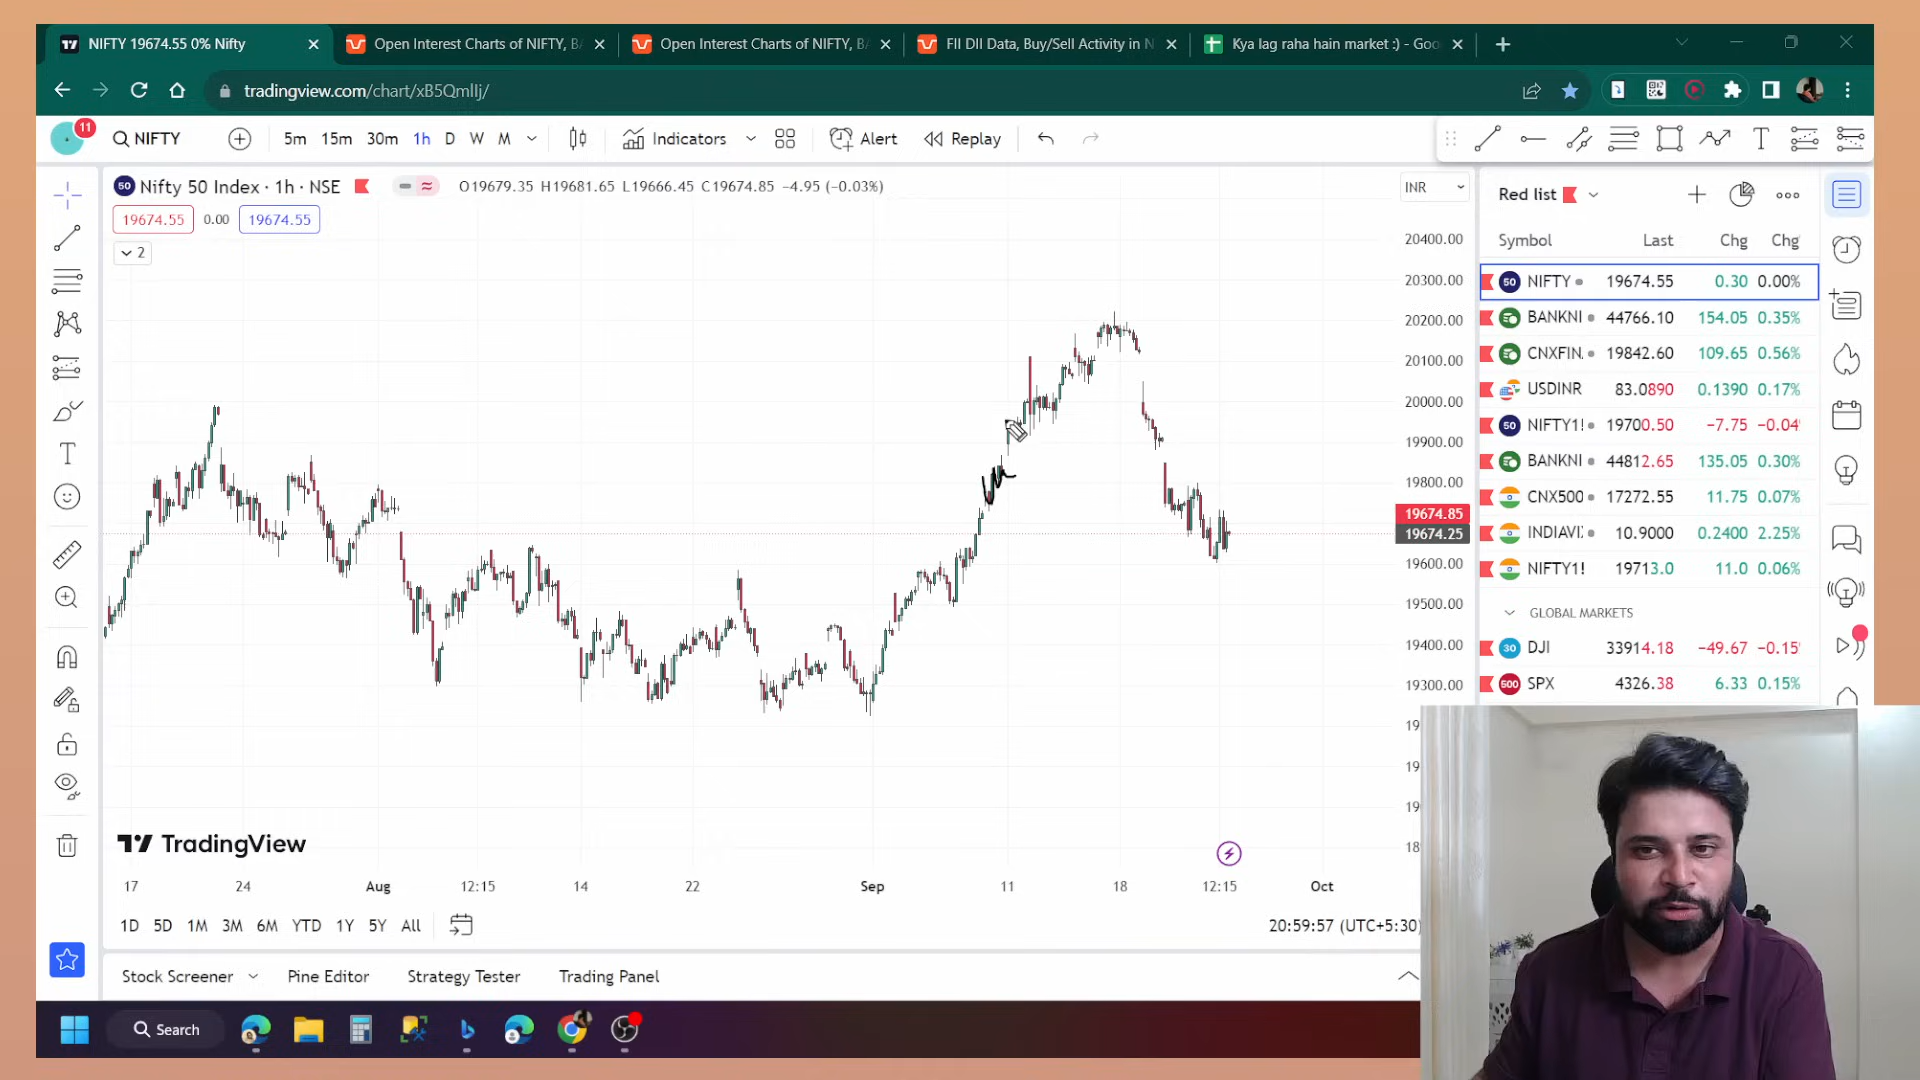 NIFTY 19674.55 0% Nifty
Open Interest Charts of NIFTY, B
Open Interest Charts of NIFTY, B
FII DII Data, Buy/Sell Activity in N
Kya lag raha hain market :) - Goo
tradingview.com/chart/xB5QmlIj/
11
NIFTY 5m 15m 30m 1h D W M Indicators Alert Replay
50 Nifty 50 Index · 1h · NSE O19679.35 H19681.65 L19666.45 C19674.85 −4.95 (−0.03%)
19674.55 0.00 19674.55
2
INR
20400.00
20300.00
20200.00
20100.00
20000.00
19900.00
19800.00
19674.85
19674.25
19600.00
19500.00
19400.00
19300.00
19
19
19
18
TradingView
17 24 Aug 12:15 14 22 Sep 11 18 12:15 Oct
1D 5D 1M 3M 6M YTD 1Y 5Y All
20:59:57 (UTC+5:30)
Stock Screener Pine Editor Strategy Tester Trading Panel
Search
Red list
Symbol Last Chg Chg
50 NIFTY 19674.55 0.30 0.00%
BANKNI 44766.10 154.05 0.35%
CNXFIN 19842.60 109.65 0.56%
USDINR 83.0890 0.1390 0.17%
50 NIFTY1! 19700.50 −7.75 −0.04
BANKNI 44812.65 135.05 0.30%
CNX500 17272.55 11.75 0.07%
INDIAVI 10.9000 0.2400 2.25%
NIFTY1! 19713.0 11.0 0.06%
GLOBAL MARKETS
30 DJI 33914.18 −49.67 −0.15
500 SPX 4326.38 6.33 0.15%